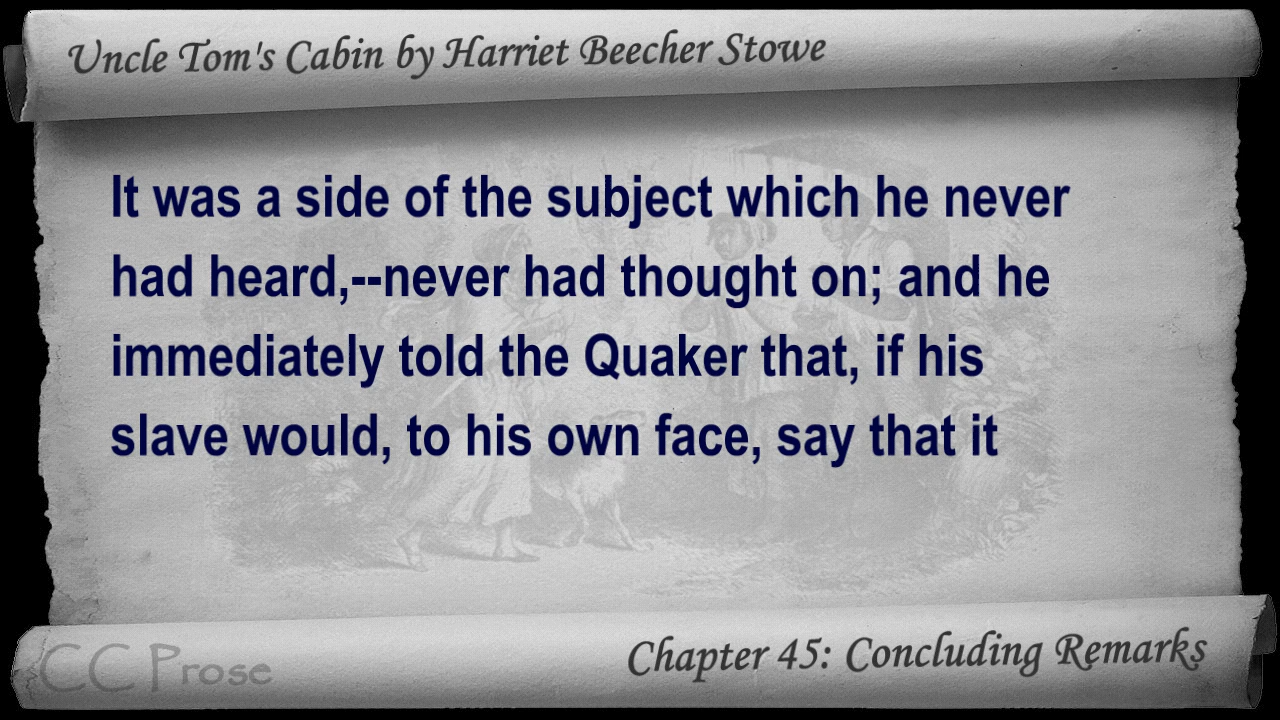 Uncle Tom's Cabin by Harriet Beecher Stowe
It was a side of the subject which he never
had heard,--never had thought on; and he
immediately told the Quaker that, if his
slave would, to his own face, say that it
CC Prose
Chapter 45: Concluding Remarks